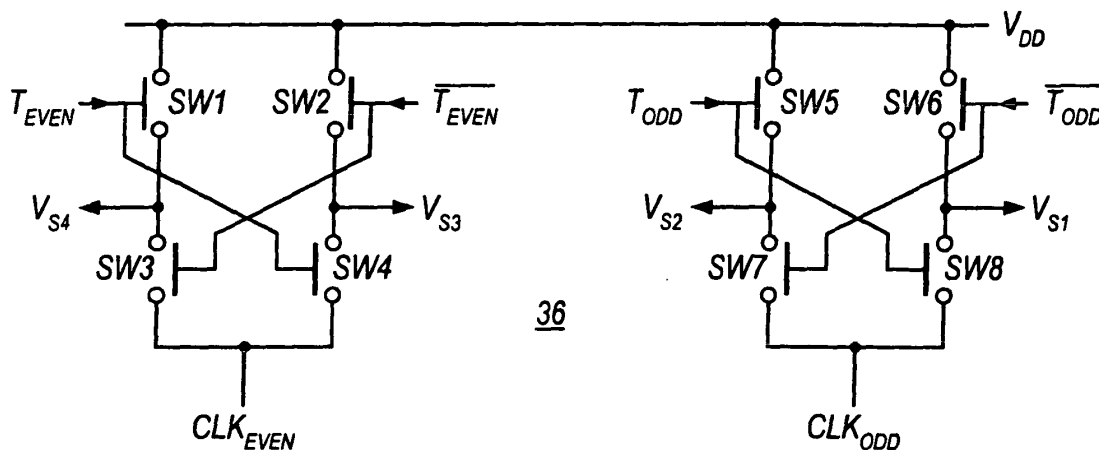 V_DD
T_EVEN SW1 SW2 T̅_EVEN T_ODD SW5 SW6 T̅_ODD
V_S4 V_S3 V_S2 V_S1
SW3 SW4 SW7 SW8
36
CLK_EVEN CLK_ODD